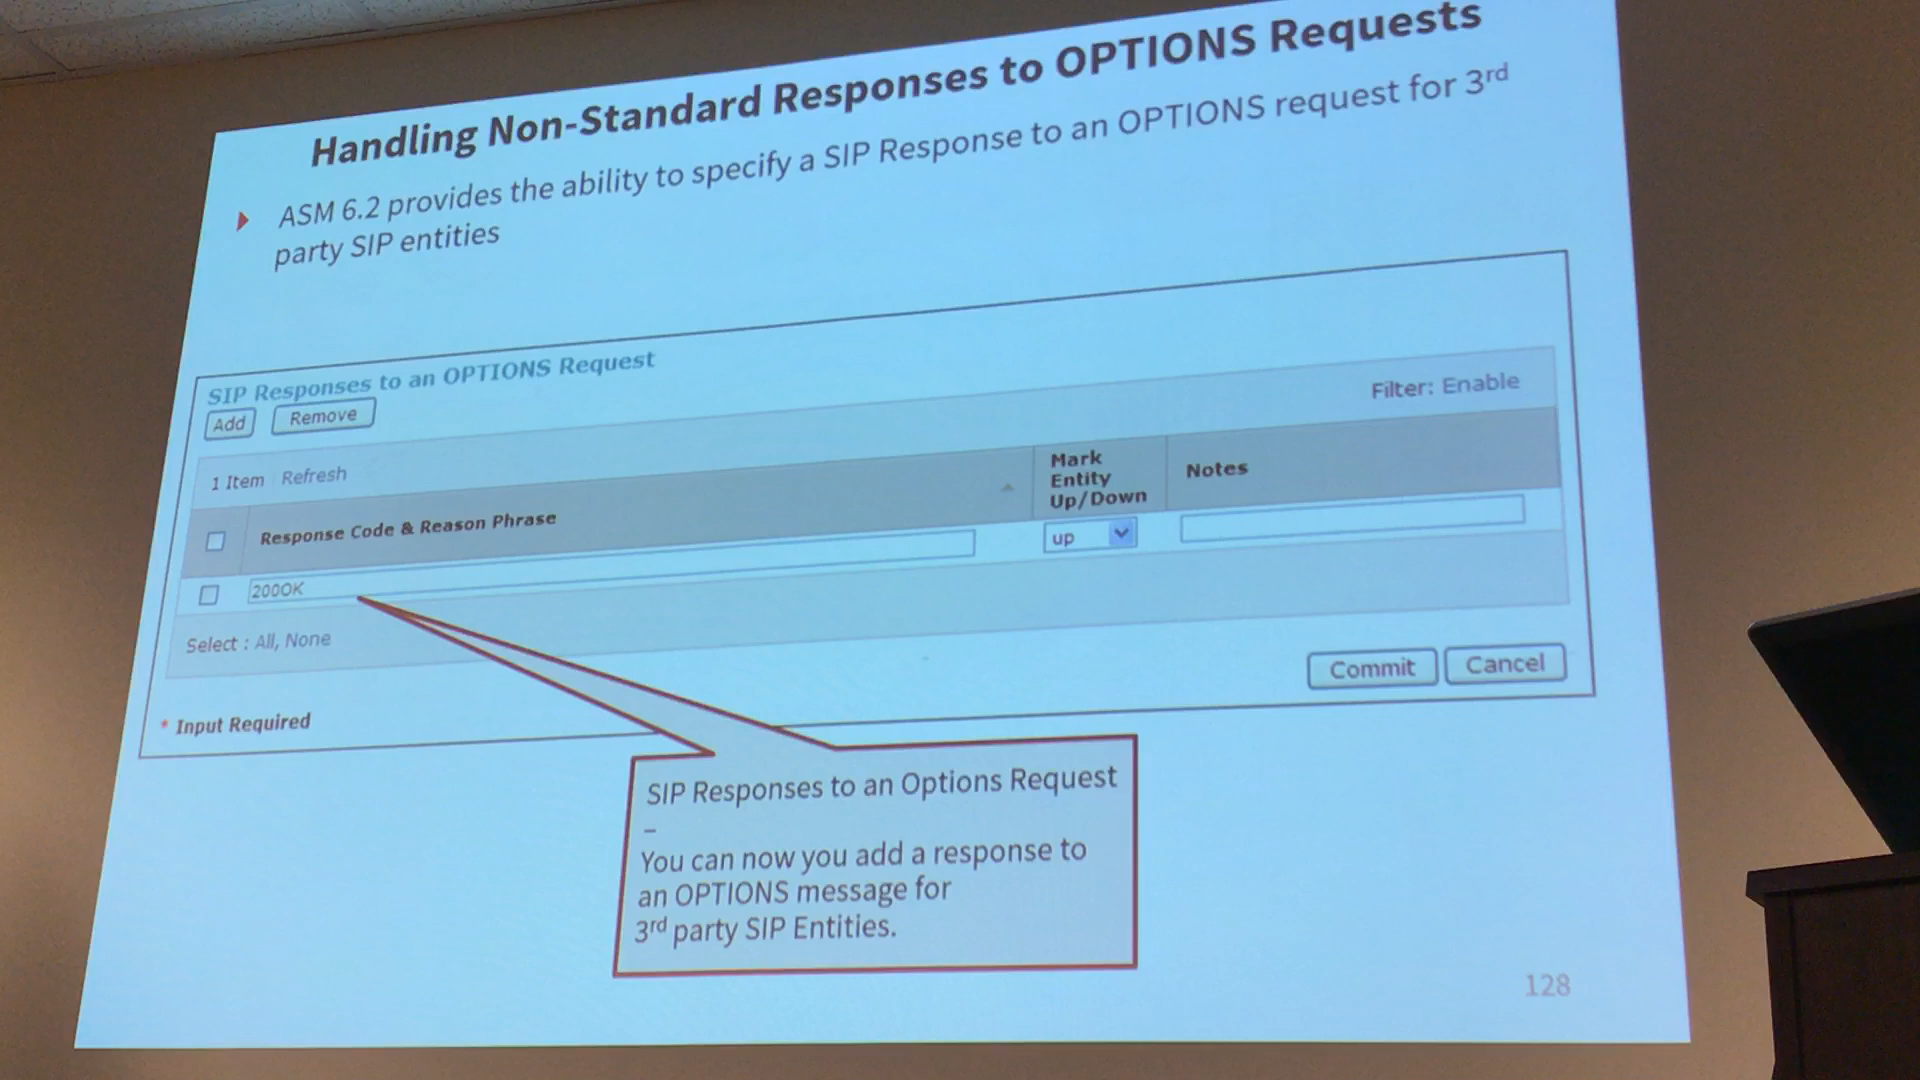 Handling Non-Standard Responses to OPTIONS Requests
ASM 6.2 provides the ability to specify a SIP Response to an OPTIONS request for 3rd
party SIP entities
SIP Responses to an OPTIONS Request
Add Remove
1 Item Refresh Filter: Enable
Response Code & Reason Phrase
Mark
Entity
Up/Down
Notes
200OK up
Select : All, None
Commit Cancel
* Input Required
SIP Responses to an Options Request
–
You can now you add a response to
an OPTIONS message for
3rd party SIP Entities.
128